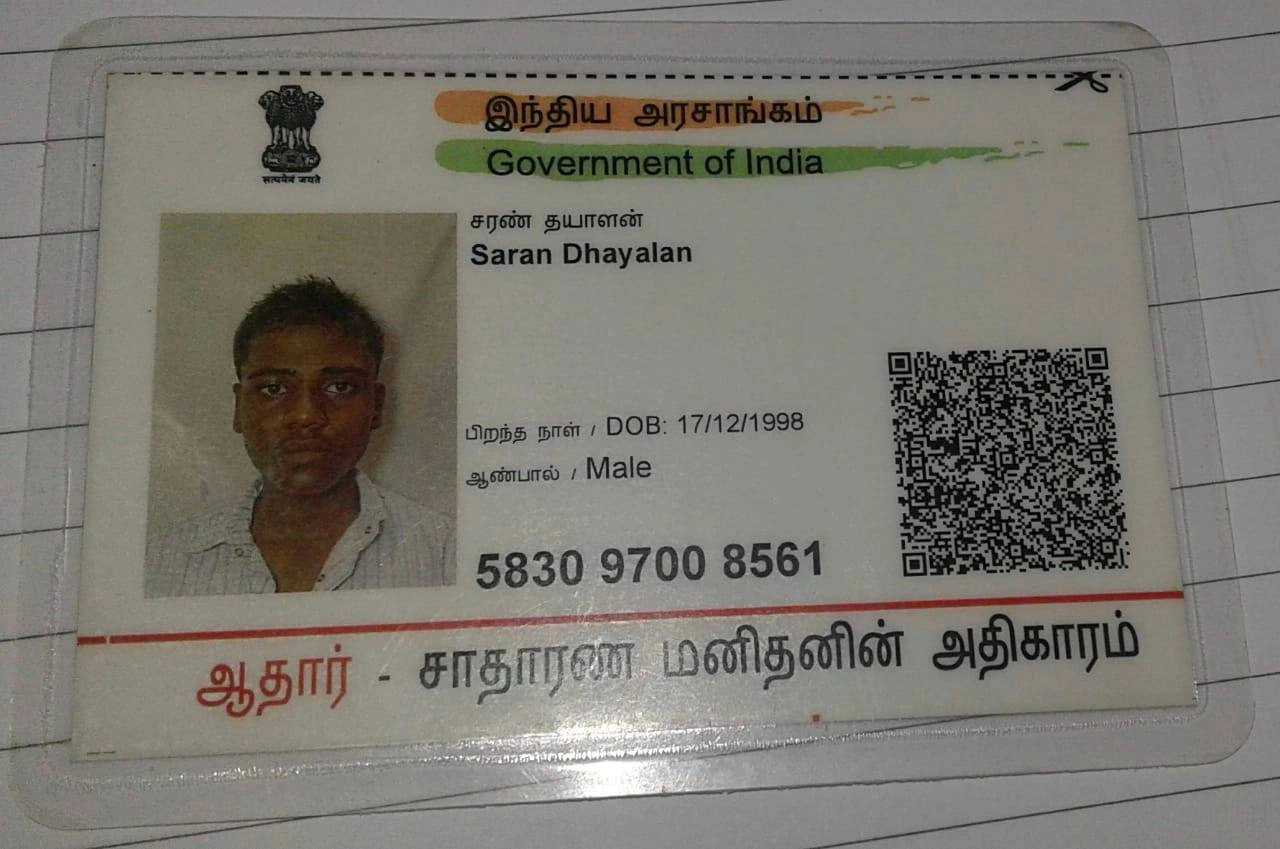 இந்திய அரசாங்கம்
Government of India
सत्यमेव जयते
சரண் தயாளன்
Saran Dhayalan
பிறந்த நாள் / DOB: 17/12/1998
ஆண்பால் / Male
5830 9700 8561
ஆதார் - சாதாரண மனிதனின் அதிகாரம்